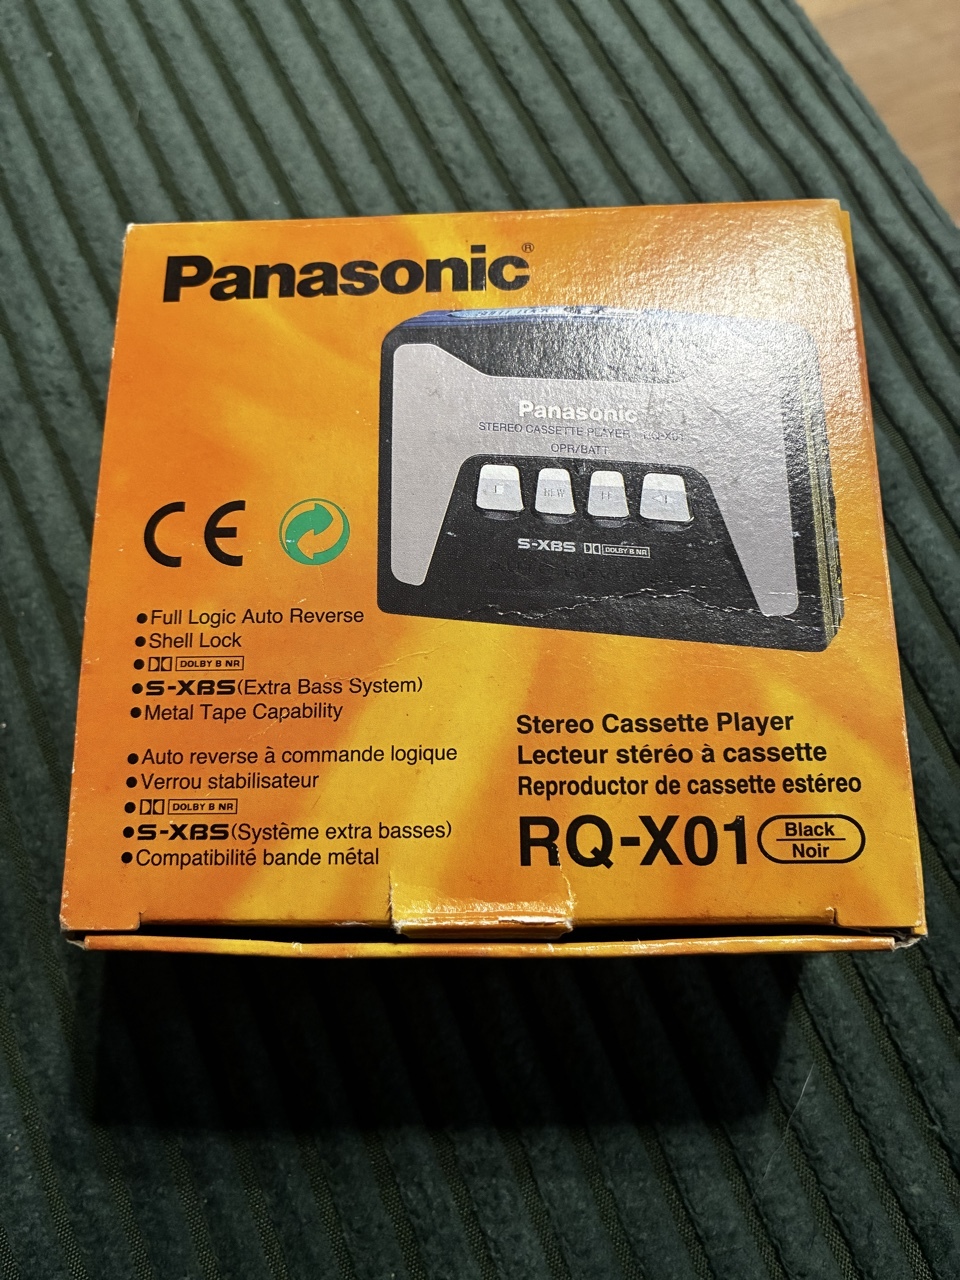 Panasonic®
Panasonic
STEREO CASSETTE PLAYER RQ-X01
OPR/BATT
REW
FF
S-XBS DOLBY B NR
CE
●Full Logic Auto Reverse
●Shell Lock
●DOLBY B NR
●S-XBS(Extra Bass System)
●Metal Tape Capability
●Auto reverse à commande logique
●Verrou stabilisateur
●DOLBY B NR
●S-XBS(Système extra basses)
●Compatibilité bande métal
Stereo Cassette Player
Lecteur stéréo à cassette
Reproductor de cassette estéreo
RQ-X01 Black
Noir